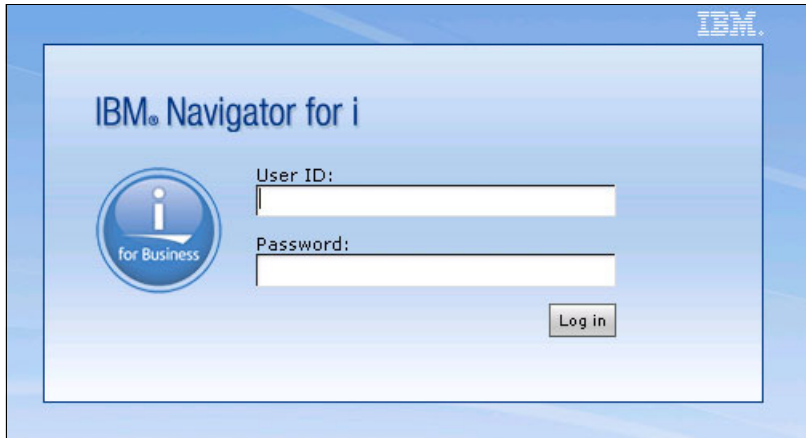 IBM®
IBM® Navigator for i
User ID:
i
for Business
Password:
Log in